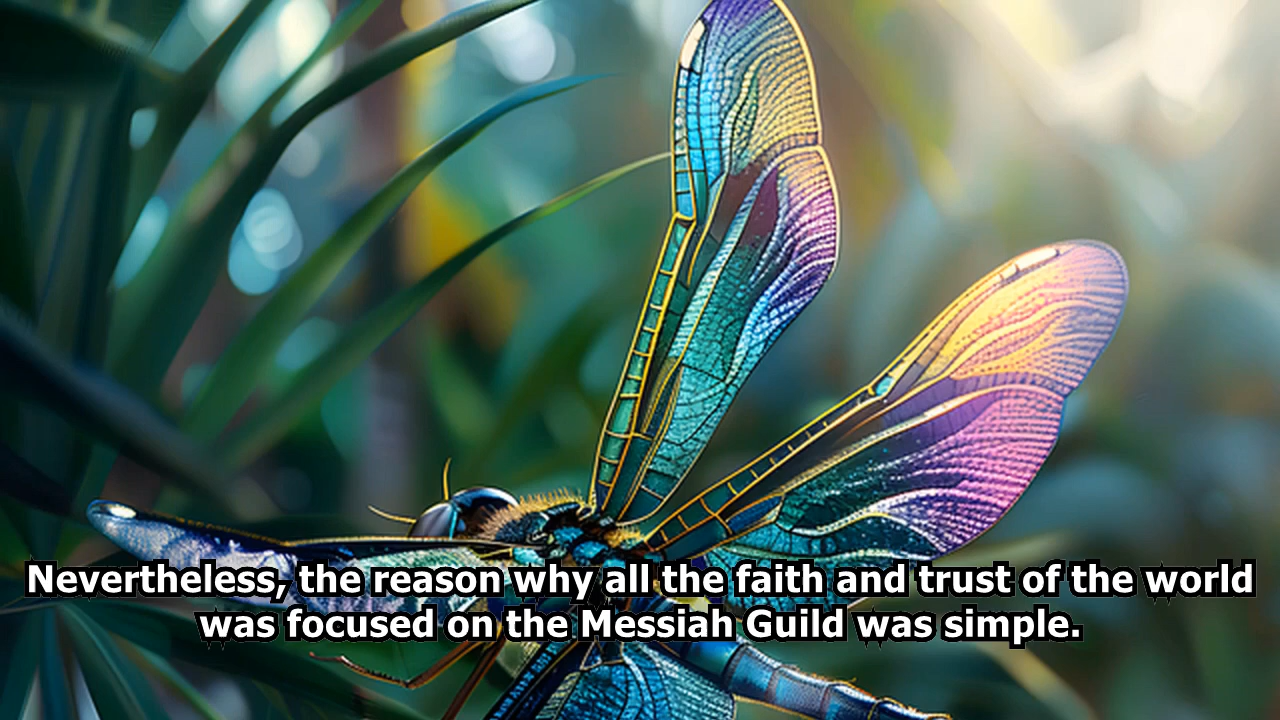 Nevertheless, the reason why all the faith and trust of the world
was focused on the Messiah Guild was simple.